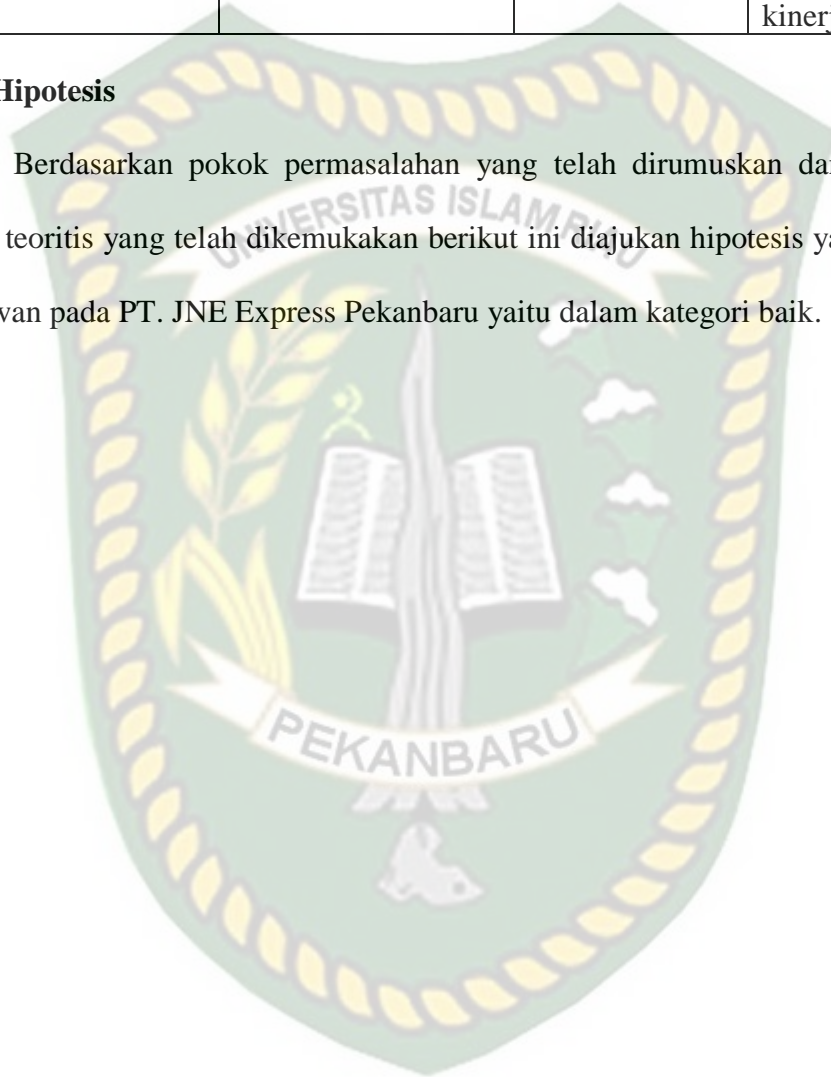 kinerj
Hipotesis
Berdasarkan pokok permasalahan yang telah dirumuskan dan
teoritis yang telah dikemukakan berikut ini diajukan hipotesis ya
wan pada PT. JNE Express Pekanbaru yaitu dalam kategori baik.
UNIVERSITAS ISLAM RIAU
PEKANBARU